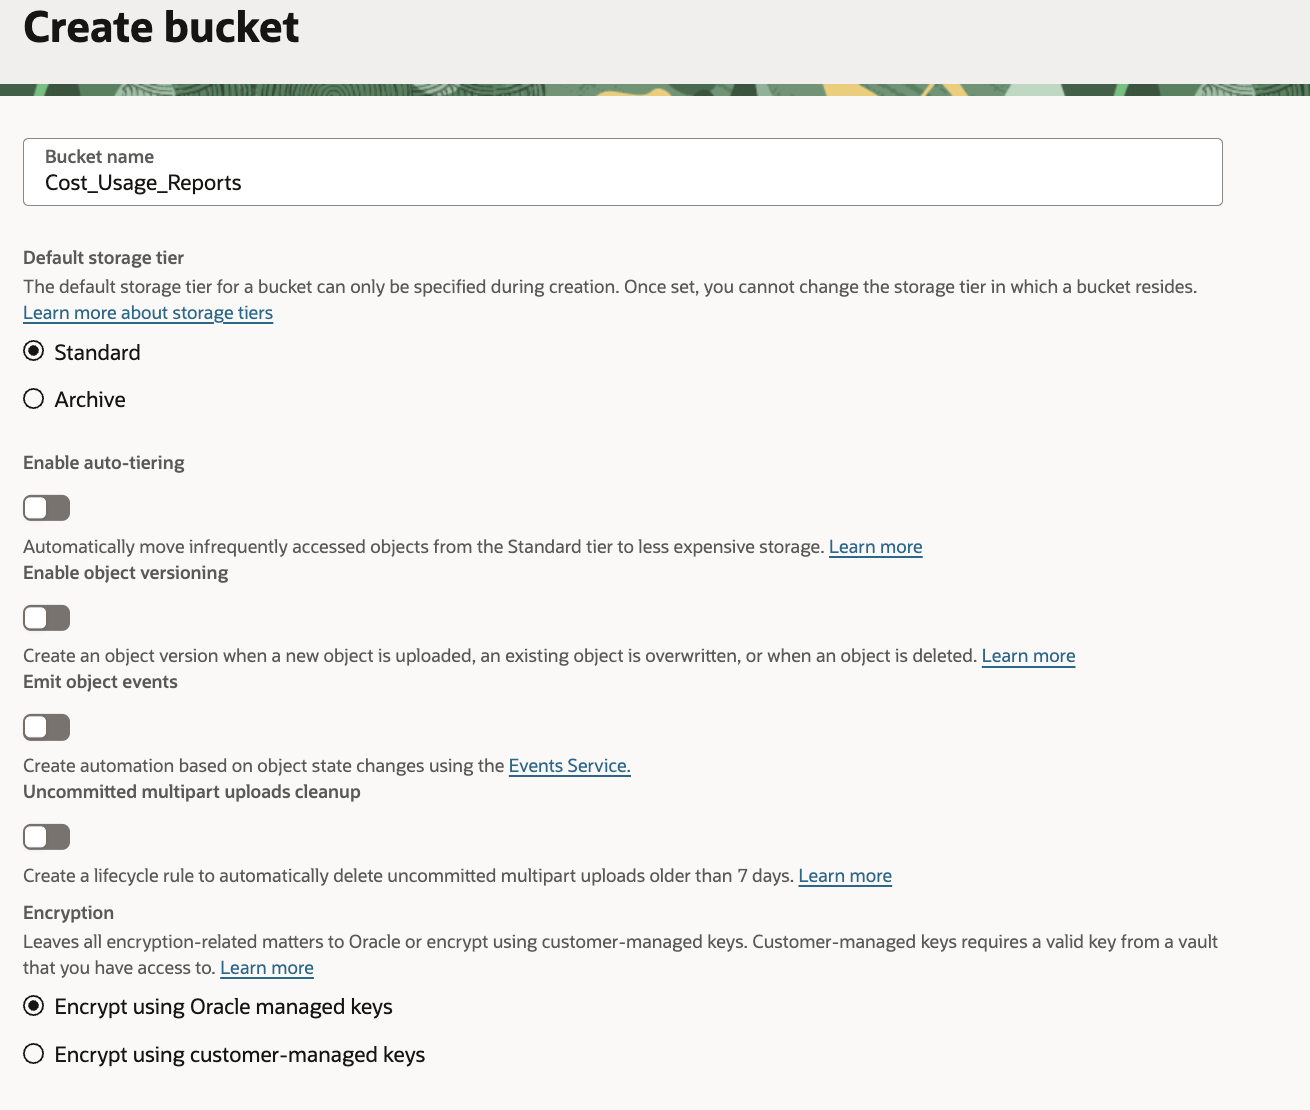 Create bucket
Bucket name
Cost_Usage_Reports
Default storage tier
The default storage tier for a bucket can only be specified during creation. Once set, you cannot change the storage tier in which a bucket resides.
Learn more about storage tiers
Standard
Archive
Enable auto-tiering
Automatically move infrequently accessed objects from the Standard tier to less expensive storage. Learn more
Enable object versioning
Create an object version when a new object is uploaded, an existing object is overwritten, or when an object is deleted. Learn more
Emit object events
Create automation based on object state changes using the Events Service.
Uncommitted multipart uploads cleanup
Create a lifecycle rule to automatically delete uncommitted multipart uploads older than 7 days. Learn more
Encryption
Leaves all encryption-related matters to Oracle or encrypt using customer-managed keys. Customer-managed keys requires a valid key from a vault
that you have access to. Learn more
Encrypt using Oracle managed keys
Encrypt using customer-managed keys